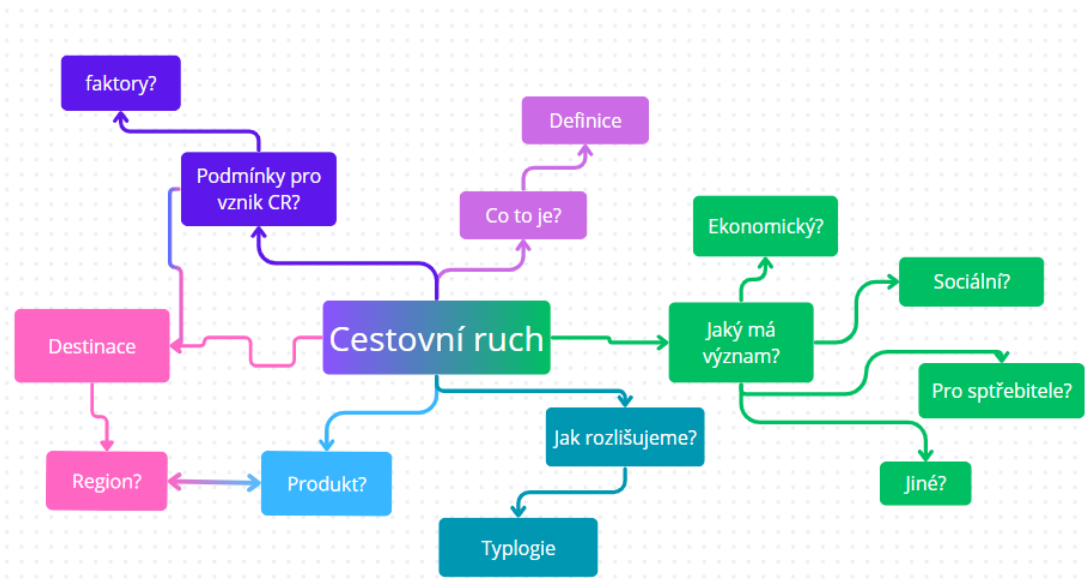 faktory?
Definice
Podmínky pro
vznik CR?
Co to je?
Ekonomický?
Sociální?
Destinace
Cestovní ruch
Jaký má
význam?
Pro sptřebitele?
Jak rozlišujeme?
Region?
Produkt?
Jiné?
Typlogie